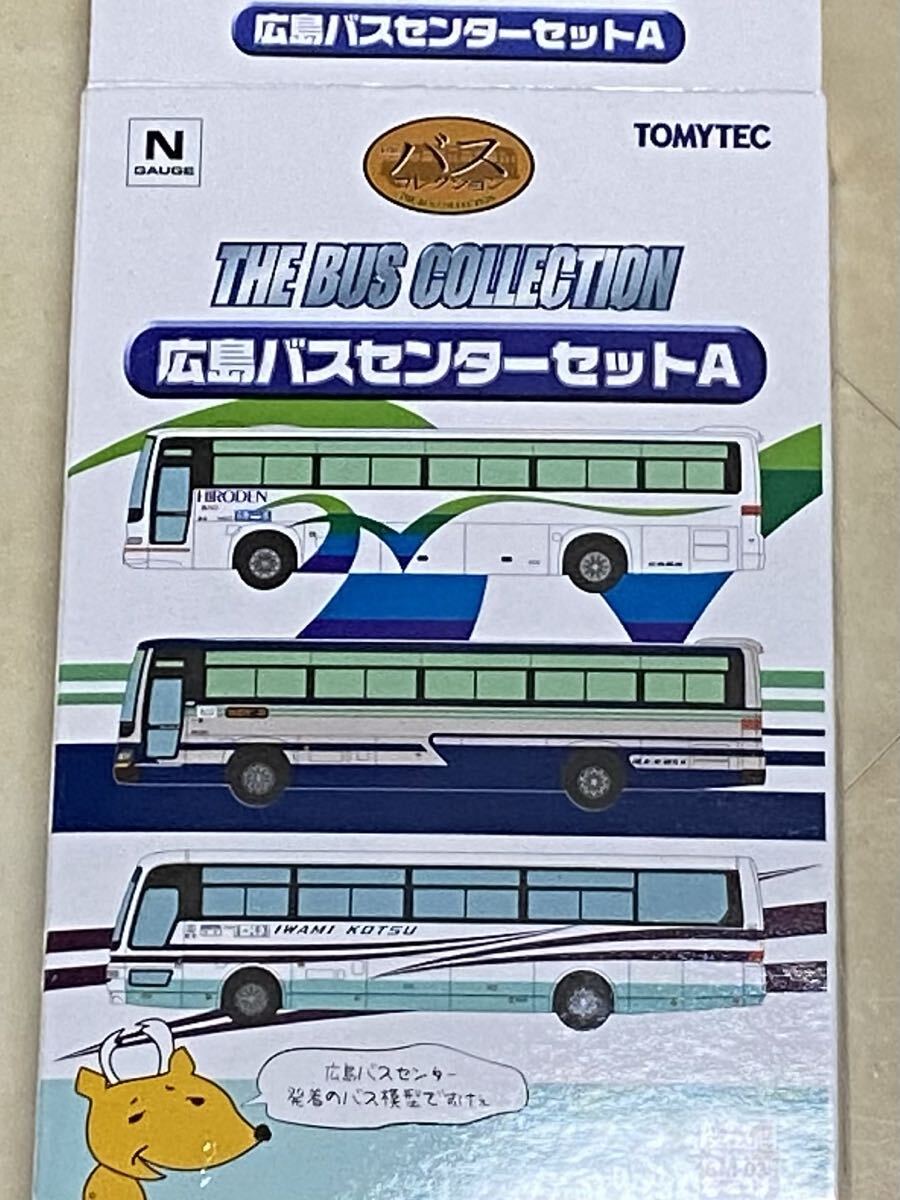 広島バスセンターセットA
N
GAUGE
バス
コレクション
THE BUS COLLECTION
TOMYTEC
THE BUS COLLECTION
広島バスセンターセットA
HIRODEN
IWAMI KOTSU
広島バスセンター
発着のバス模型ですけぇ